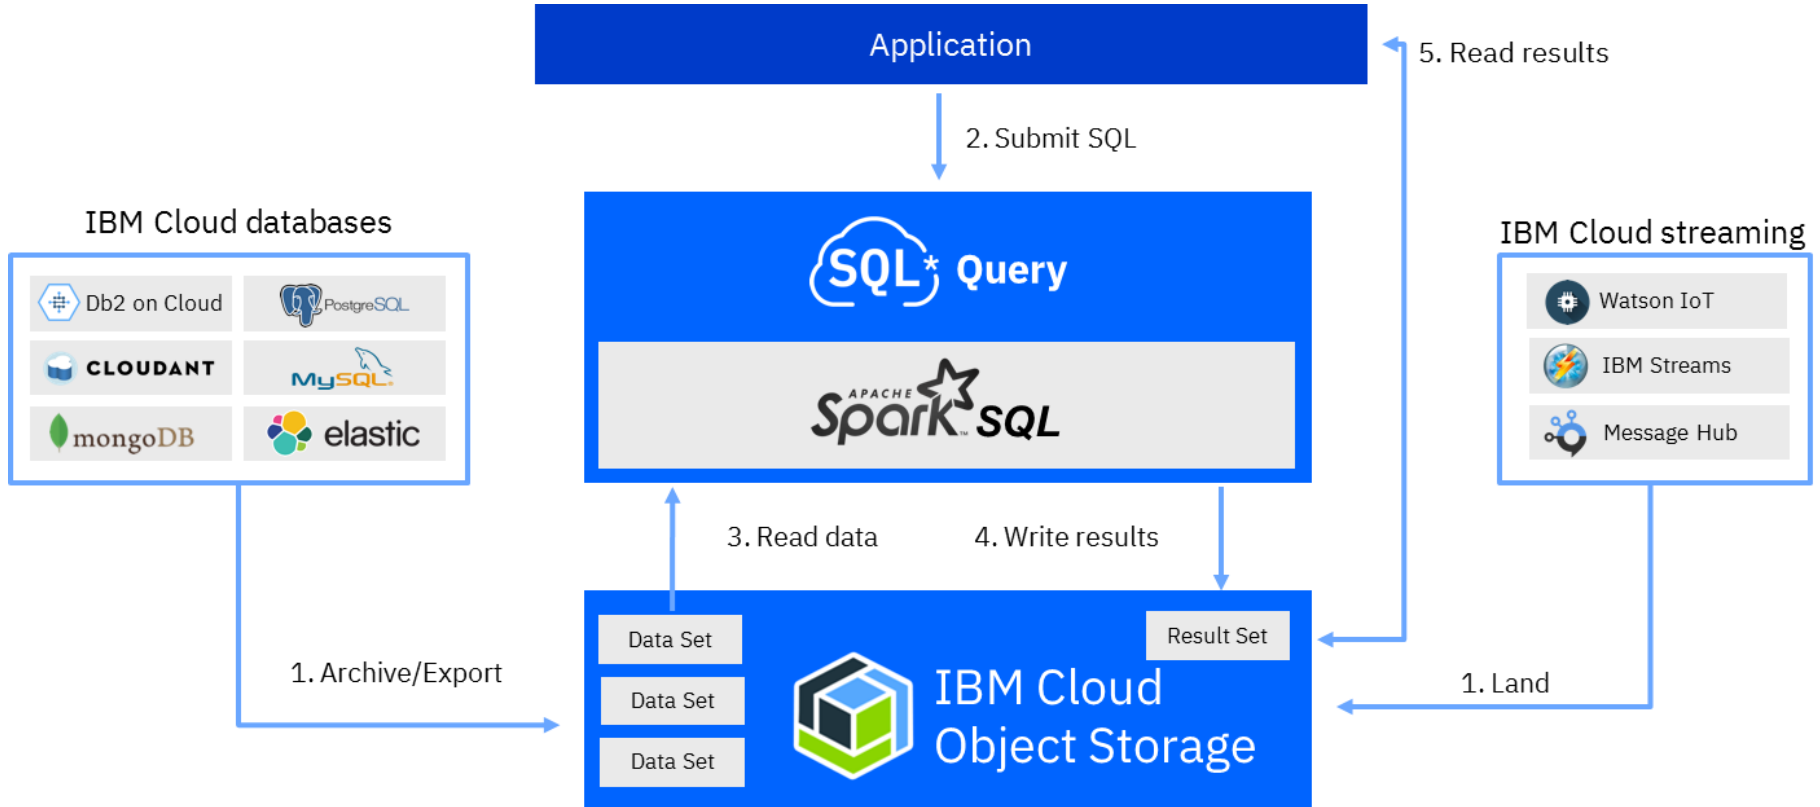 Application
5. Read results
2. Submit SQL
IBM Cloud databases
Db2 on Cloud
PostgreSQL
CLOUDANT
MySQL®
mongoDB
elastic
SQL* Query
APACHE
Spark™ SQL
IBM Cloud streaming
Watson IoT
IBM Streams
Message Hub
3. Read data
4. Write results
1. Archive/Export
Data Set
Data Set
Data Set
IBM Cloud
Object Storage
Result Set
1. Land